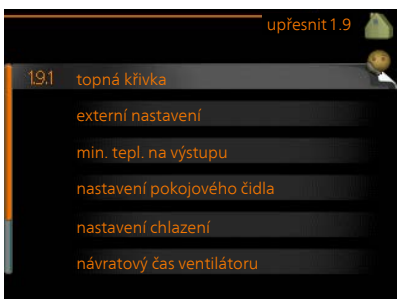 upřesnit 1.9
1.9.1 topná křivka
externí nastavení
min. tepl. na výstupu
nastavení pokojového čidla
nastavení chlazení
návratový čas ventilátoru